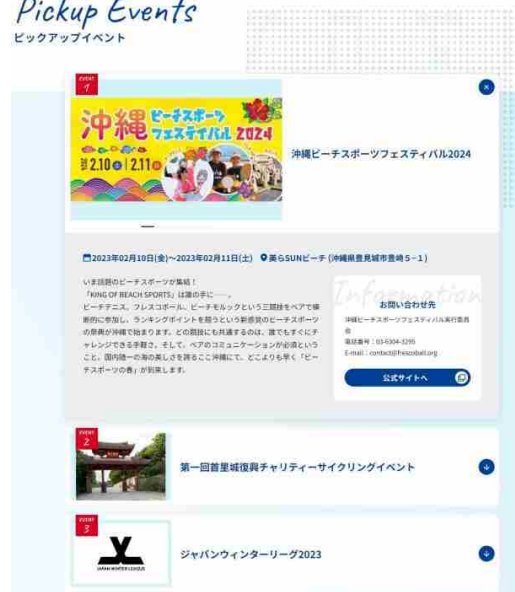 Pickup Events
ピックアップイベント
EVENT
1
沖縄 ビーチスポーツ
フェスティバル 2024
2.10 2.11
沖縄ビーチスポーツフェスティバル2024
2023年02月10日(金)〜2023年02月11日(土) 美らSUNビーチ (沖縄県豊見城市豊崎5−1)
いま話題のビーチスポーツが集結！
「KING OF BEACH SPORTS」は誰の手に……。
ビーチテニス、フレスコボール、ビーチモルックという三競技をペアで横
断的に参加し、ランキングポイントを競うという新感覚のビーチスポーツ
の祭典が沖縄で始まります。どの競技にも共通するのは、誰でもすぐにチ
ャレンジできる手軽さ。そして、ペアのコミュニケーションが必須という
こと。国内随一の海の美しさを誇るここ沖縄にて、どこよりも早く「ビー
チスポーツの春」が到来します。
Information
お問い合わせ先
沖縄ビーチスポーツフェスティバル実行委員
会
電話番号：03-6304-3295
E-mail：contact@frescoball.org
公式サイトへ
EVENT
2
第一回首里城復興チャリティーサイクリングイベント
EVENT
3
JAPAN WINTER LEAGUE
ジャパンウィンターリーグ2023